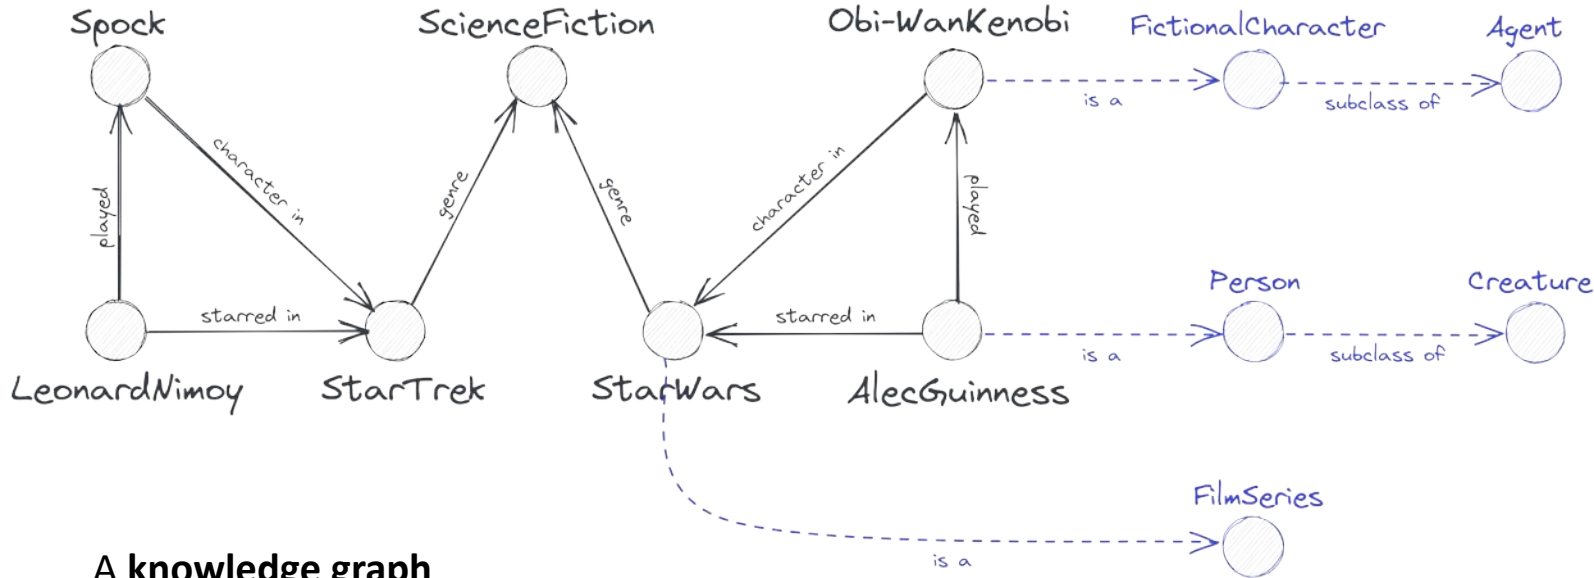 Spock
ScienceFiction
Obi-WanKenobi
FictionalCharacter
Agent
is a
subclass of
character in
genre
genre
character in
played
played
Person
Creature
starred in
starred in
is a
subclass of
LeonardNimoy
StarTrek
StarWars
AlecGuinness
FilmSeries
is a
A knowledge graph